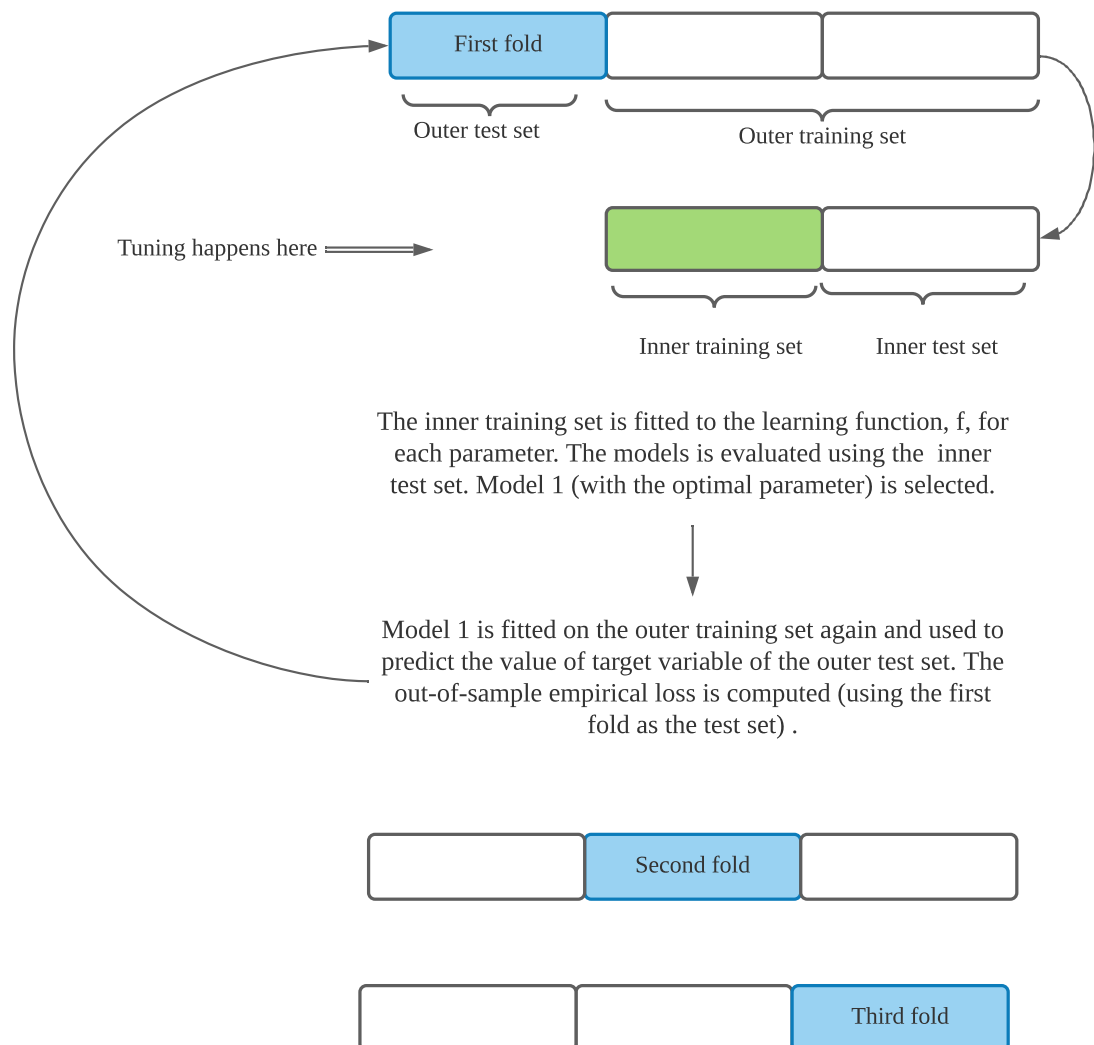 First fold
Outer test set
Outer training set
Tuning happens here
Inner training set
Inner test set
The inner training set is fitted to the learning function, f, for
each parameter. The models is evaluated using the  inner
test set. Model 1 (with the optimal parameter) is selected.
Model 1 is fitted on the outer training set again and used to
predict the value of target variable of the outer test set. The
out-of-sample empirical loss is computed (using the first
fold as the test set) .
Second fold
Third fold